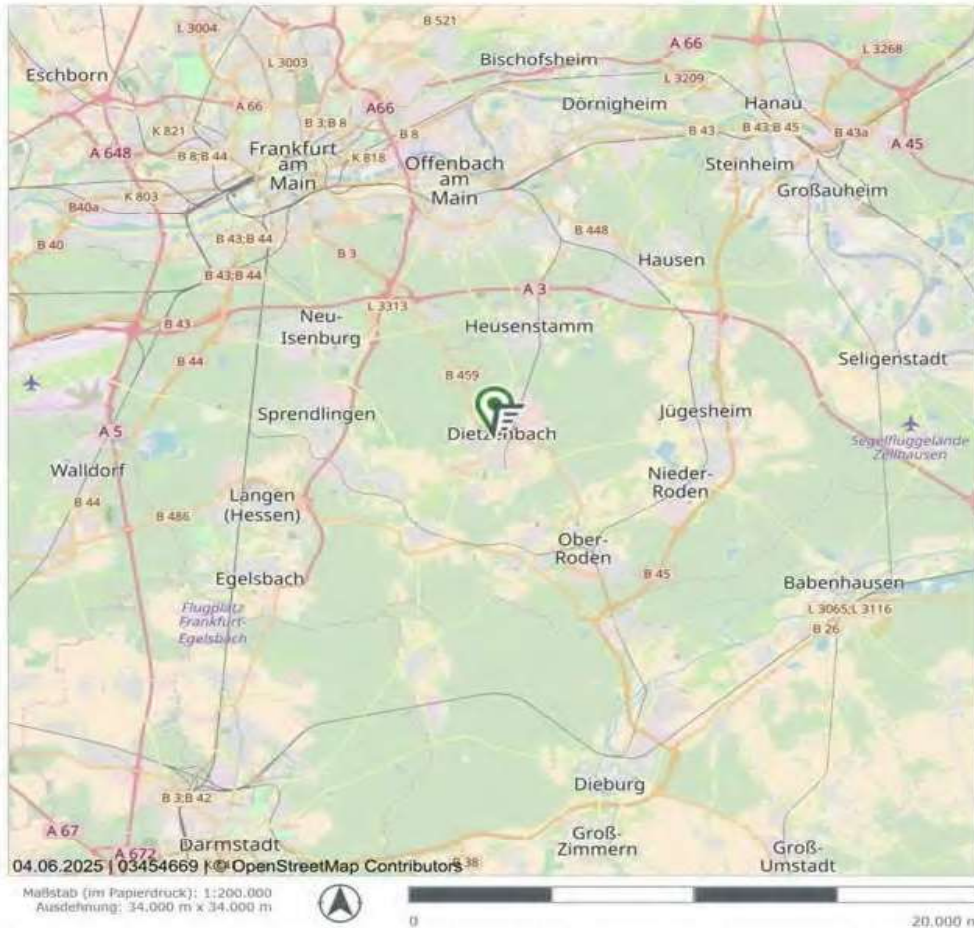 B 521
L 3004
A 66
L 3268
L 3003
Bischofsheim
Eschborn
L 3209
A 66
Dörnigheim
Hanau
A66
B 3;B 8
K 821
B 8
B 43
B 43;B 45
B 43a
A 648
B 8;B 44
Frankfurt
am
Main
K 818
Offenbach
am
Main
A 45
Steinheim
Großauheim
K 803
B40a
B 40
B 43;B 44
B 3
B 448
Hausen
B 43;B 44
A 3
L 3313
B 43
Neu-
Isenburg
Heusenstamm
B 44
Seligenstadt
B 459
Sprendlingen
Jügesheim
A 5
Dietzenbach
Segelfluggelände
Zellhausen
Walldorf
Nieder-
Roden
B 44
Langen
(Hessen)
B 486
Ober-
Roden
Egelsbach
B 45
Babenhausen
Flugplatz
Frankfurt-
Egelsbach
L 3065;L 3116
B 26
Dieburg
B 3;B 42
A 67
Groß-
Zimmern
Darmstadt
Groß-
Umstadt
A 672
B 38
04.06.2025 | 03454669 | © OpenStreetMap Contributors
Maßstab (im Papierdruck): 1:200.000
Ausdehnung: 34.000 m x 34.000 m
0
20.000 m